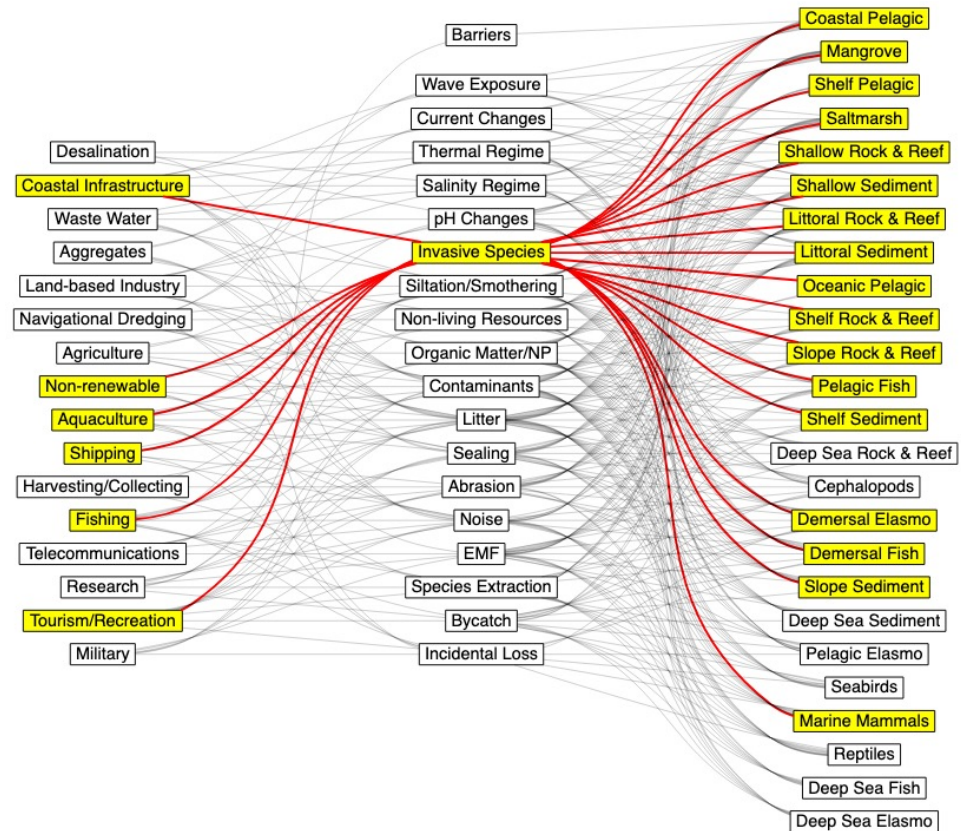 Desalination
Coastal Infrastructure
Waste Water
Aggregates
Land-based Industry
Navigational Dredging
Agriculture
Non-renewable
Aquaculture
Shipping
Harvesting/Collecting
Fishing
Telecommunications
Research
Tourism/Recreation
Military
Barriers
Wave Exposure
Current Changes
Thermal Regime
Salinity Regime
pH Changes
Invasive Species
Siltation/Smothering
Non-living Resources
Organic Matter/NP
Contaminants
Litter
Sealing
Abrasion
Noise
EMF
Species Extraction
Bycatch
Incidental Loss
Coastal Pelagic
Mangrove
Shelf Pelagic
Saltmarsh
Shallow Rock & Reef
Shallow Sediment
Littoral Rock & Reef
Littoral Sediment
Oceanic Pelagic
Shelf Rock & Reef
Slope Rock & Reef
Pelagic Fish
Shelf Sediment
Deep Sea Rock & Reef
Cephalopods
Demersal Elasmo
Demersal Fish
Slope Sediment
Deep Sea Sediment
Pelagic Elasmo
Seabirds
Marine Mammals
Reptiles
Deep Sea Fish
Deep Sea Elasmo